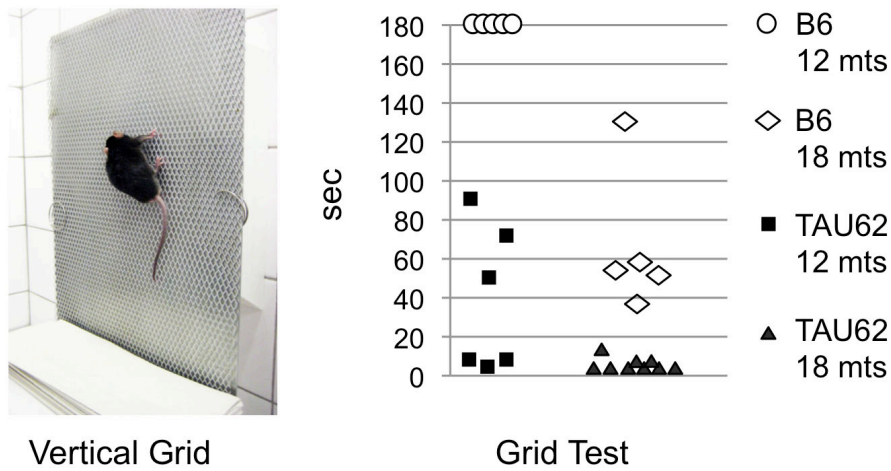 180
160
140
120
100
80
60
40
20
0
sec
B6
12 mts
B6
18 mts
TAU62
12 mts
TAU62
18 mts
Vertical Grid
Grid Test